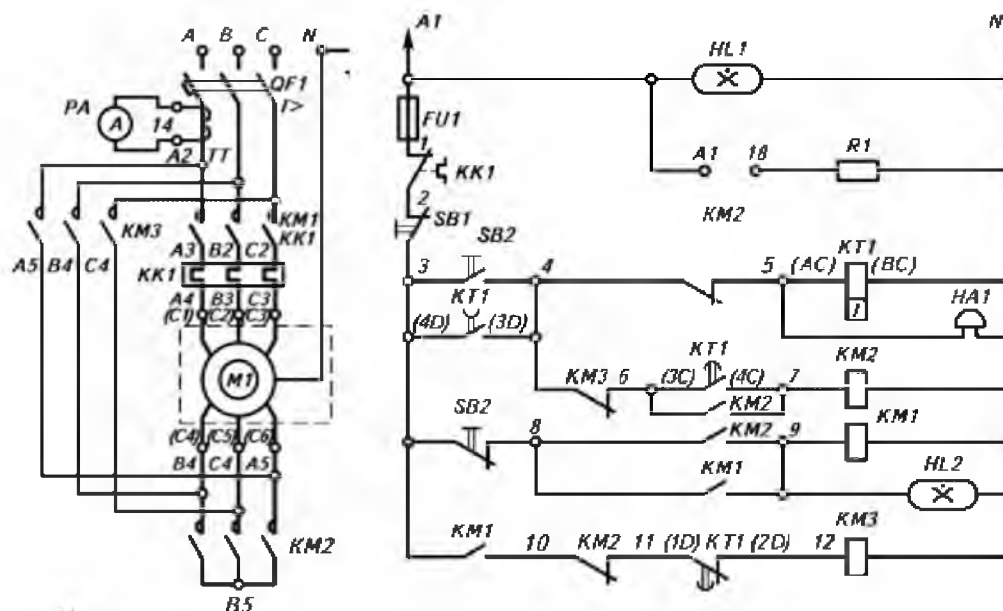 A B C N
QF1
I>
PA
A
14
A2 TT
KM3
KM1
KK1
A5 B4 C4
A3 B2 C2
KK1
A4 B3 C3
(C1) (C2) (C3)
M1
(C4) (C5) (C6)
B4 C4 A5
KM2
B5
A1
N
HL1
FU1
1
KK1
A1 18 R1
2
SB1
KM2
SB2
3 4 5 (AC) KT1 (BC)
KT1
1
HA1
(4D) (3D)
KT1
KM3 6 (3C) (4C) 7 KM2
KM2
KM1
SB2
8 KM2 9
KM1
HL2
KM1 KM3
10 KM2 11 (1D) KT1 (2D) 12